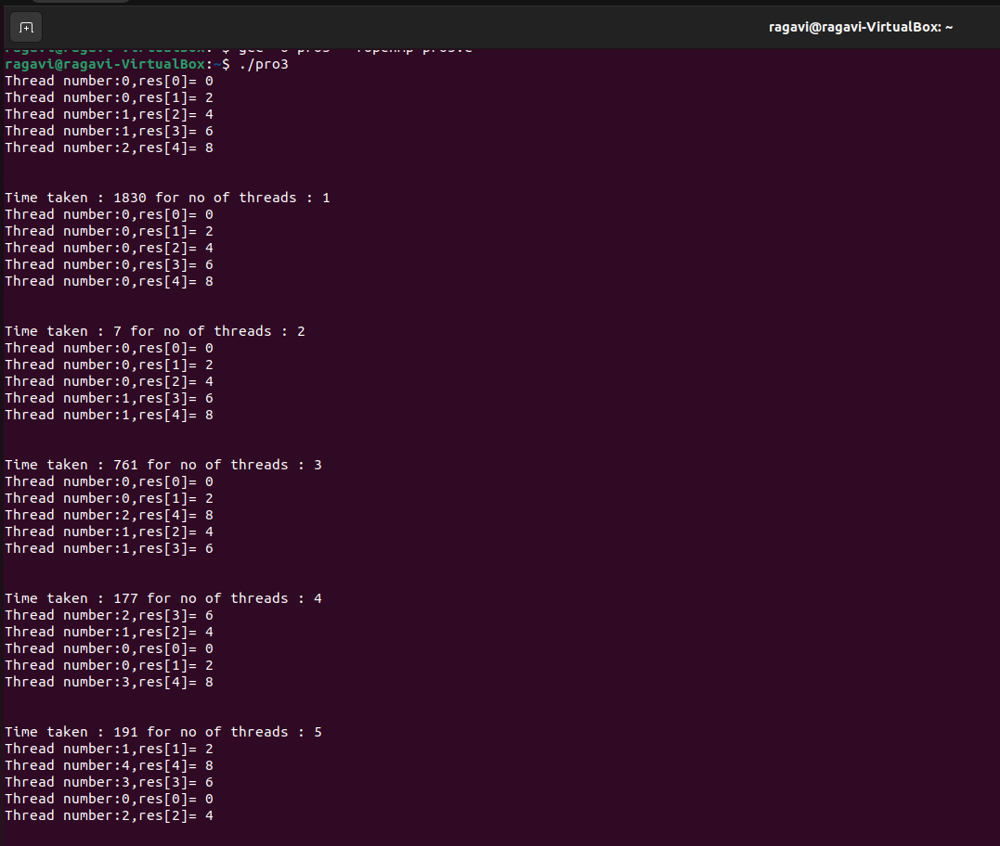 ragavi@ragavi-VirtualBox: ~
ragavi@ragavi-VirtualBox:~$ gcc -o pro3 -fopenmp pro3.c
ragavi@ragavi-VirtualBox:~$ ./pro3
Thread number:0,res[0]= 0
Thread number:0,res[1]= 2
Thread number:1,res[2]= 4
Thread number:1,res[3]= 6
Thread number:2,res[4]= 8
Time taken : 1830 for no of threads : 1
Thread number:0,res[0]= 0
Thread number:0,res[1]= 2
Thread number:0,res[2]= 4
Thread number:0,res[3]= 6
Thread number:0,res[4]= 8
Time taken : 7 for no of threads : 2
Thread number:0,res[0]= 0
Thread number:0,res[1]= 2
Thread number:0,res[2]= 4
Thread number:1,res[3]= 6
Thread number:1,res[4]= 8
Time taken : 761 for no of threads : 3
Thread number:0,res[0]= 0
Thread number:0,res[1]= 2
Thread number:2,res[4]= 8
Thread number:1,res[2]= 4
Thread number:1,res[3]= 6
Time taken : 177 for no of threads : 4
Thread number:2,res[3]= 6
Thread number:1,res[2]= 4
Thread number:0,res[0]= 0
Thread number:0,res[1]= 2
Thread number:3,res[4]= 8
Time taken : 191 for no of threads : 5
Thread number:1,res[1]= 2
Thread number:4,res[4]= 8
Thread number:3,res[3]= 6
Thread number:0,res[0]= 0
Thread number:2,res[2]= 4